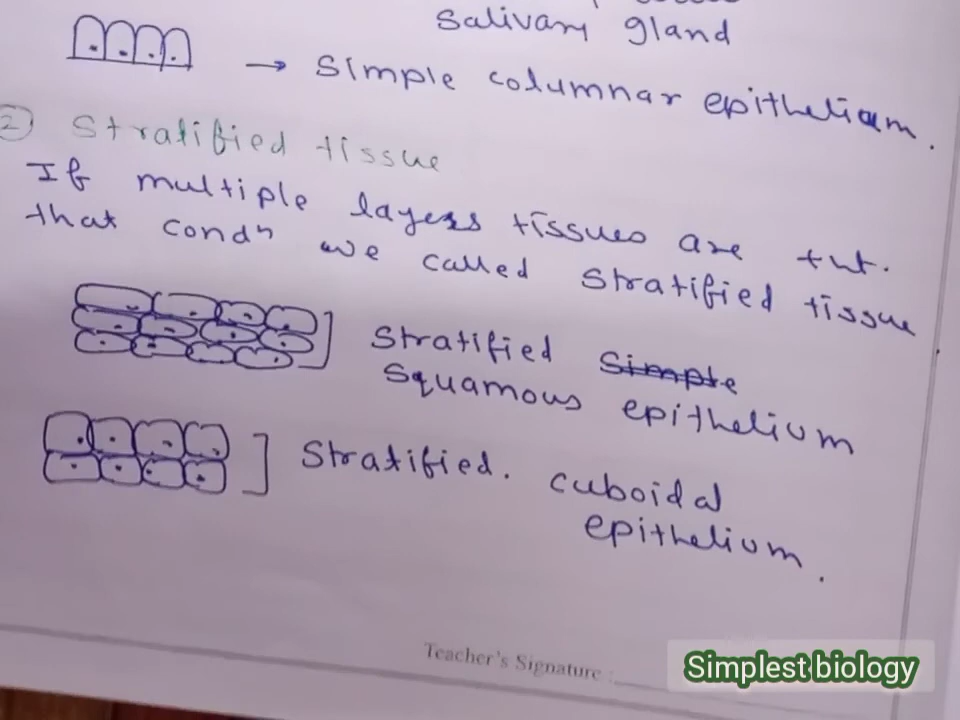 salivary gland
→ simple columnar epithelium.
2) Stratified tissue
If multiple layers tissues are tht.
that condn we called stratified tissue
Stratified simple
squamous epithelium
Stratified. cuboidal
epithelium.
Teacher's Signature :
Simplest biology